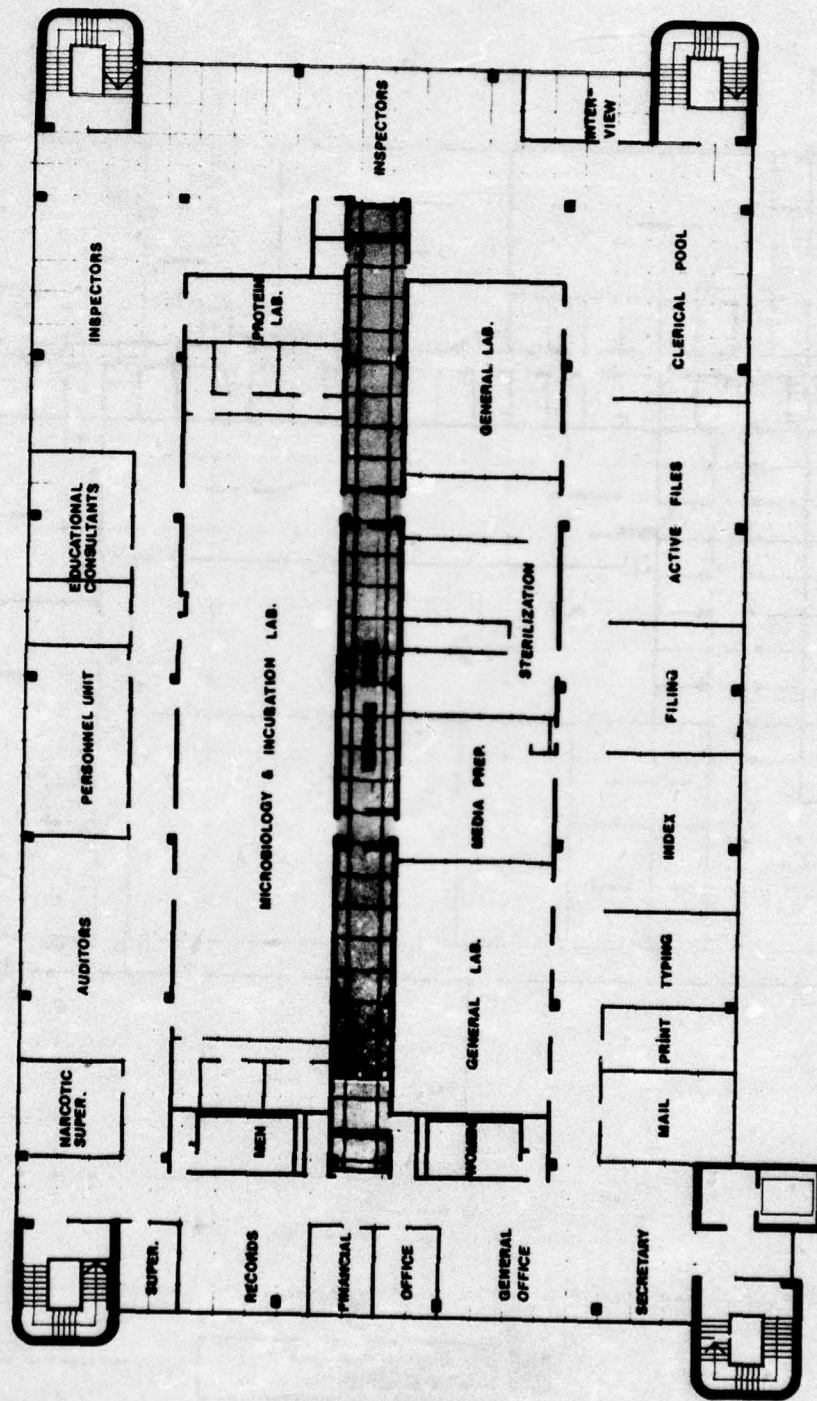 INSPECTORS
EDUCATIONAL
CONSULTANTS
PERSONNEL UNIT
AUDITORS
NARCOTIC
SUPER.
INSPECTORS
PROTEIN
LAB.
MICROBIOLOGY & INCUBATION LAB.
MEN
SUPER.
RECORDS
FINANCIAL
OFFICE
GENERAL
OFFICE
SECRETARY
INTER-
VIEW
GENERAL LAB.
STERILIZATION
MEDIA PREP.
GENERAL LAB.
WOMEN
CLERICAL POOL
ACTIVE FILES
FILING
INDEX
TYPING
PRINT
MAIL